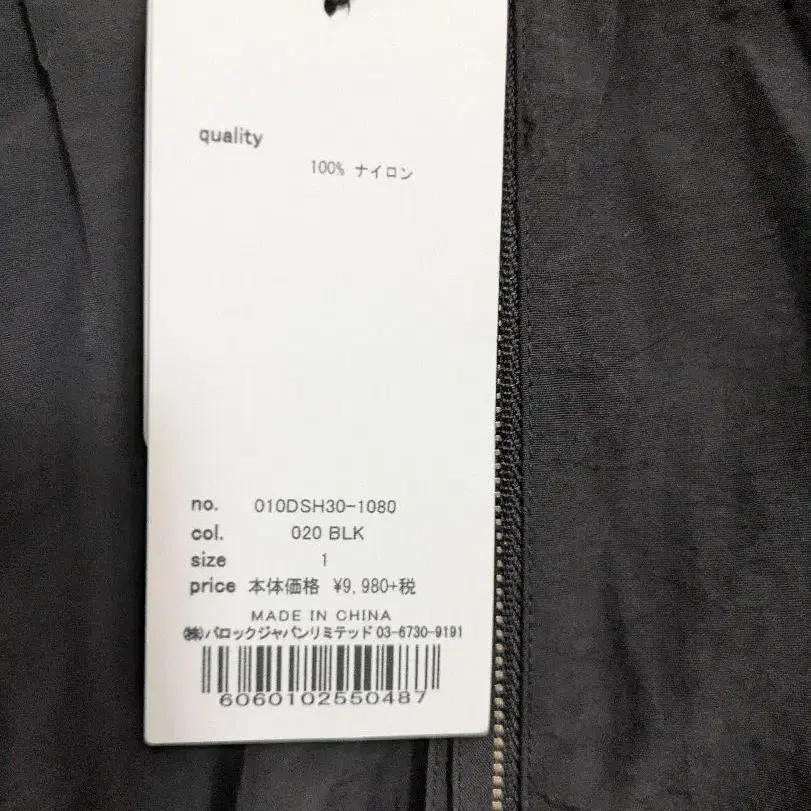 quality
100% ナイロン
no. 010DSH30-1080
col. 020 BLK
size 1
price 本体価格 ¥9,980+税
MADE IN CHINA
㈱バロックジャパンリミテッド 03-6730-9191
6060102550487